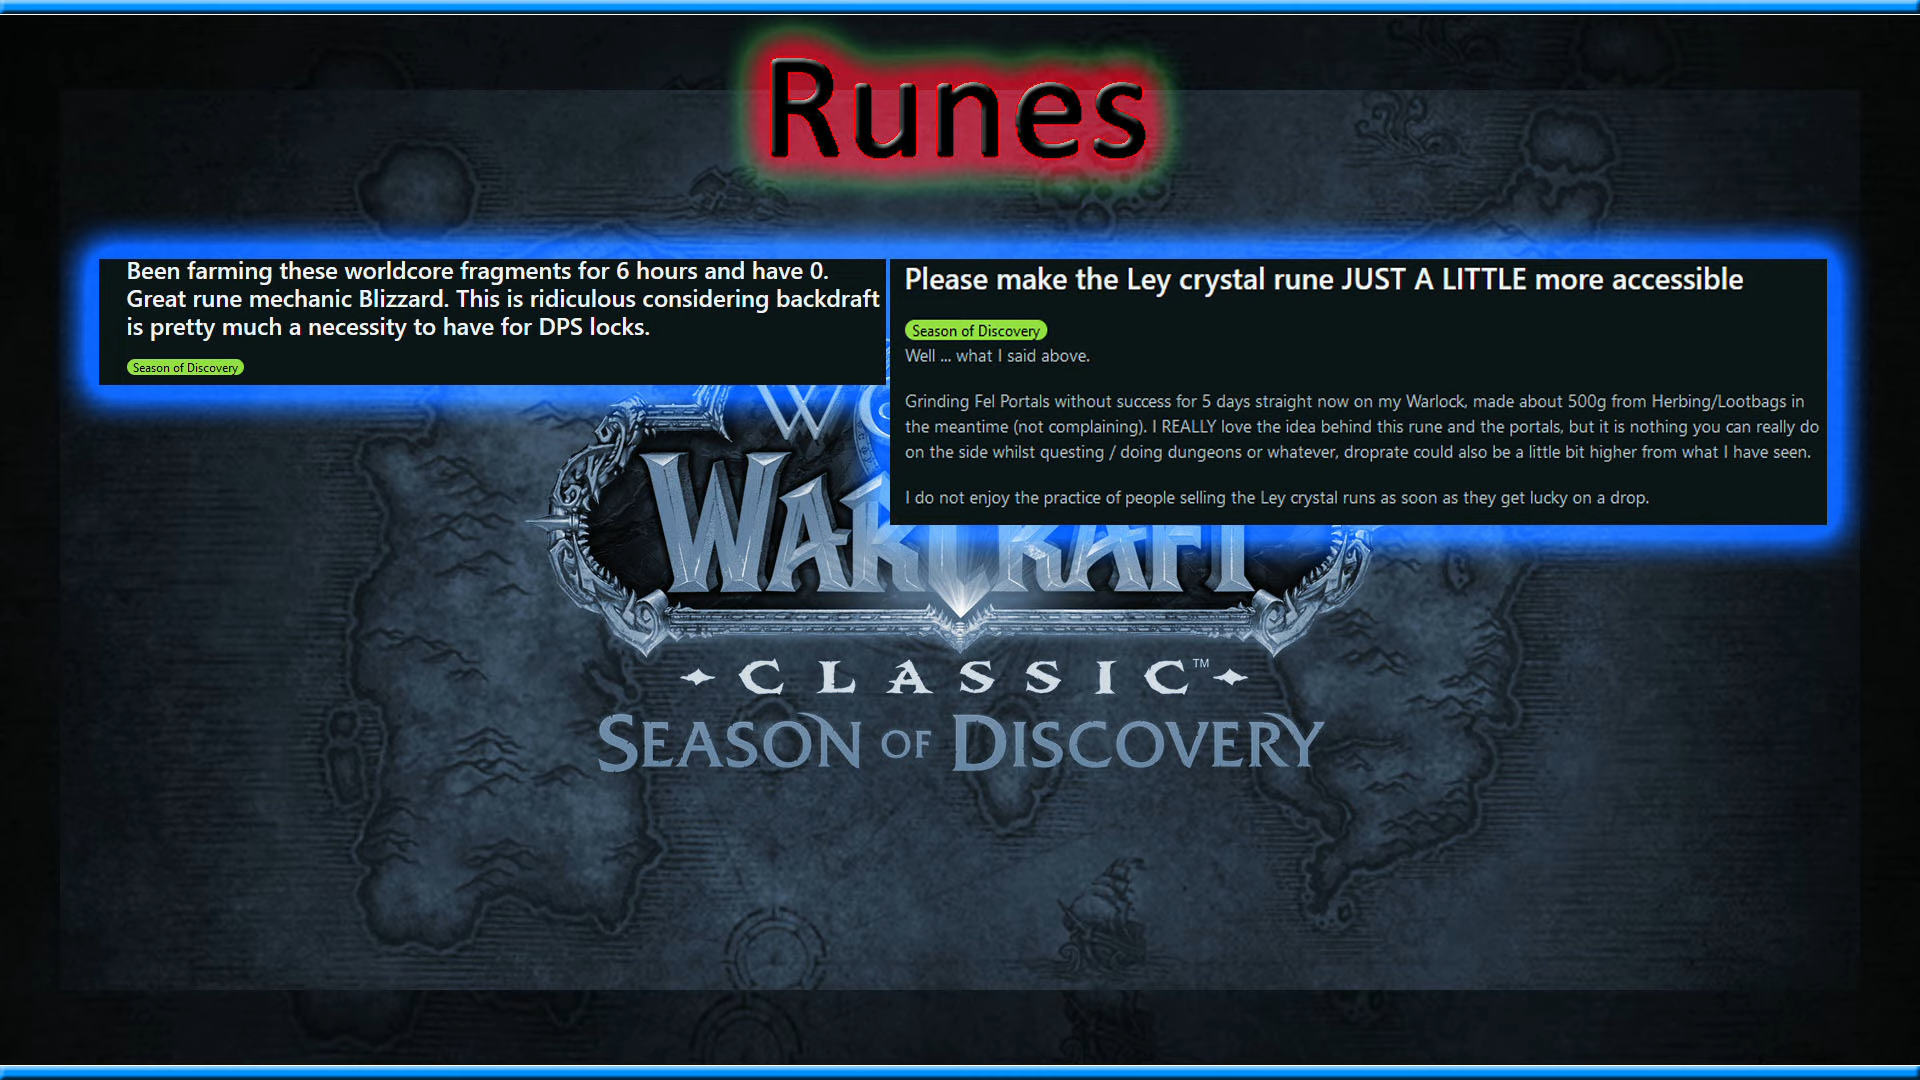 Runes
Been farming these worldcore fragments for 6 hours and have 0.
Great rune mechanic Blizzard. This is ridiculous considering backdraft
is pretty much a necessity to have for DPS locks.
Season of Discovery
Please make the Ley crystal rune JUST A LITTLE more accessible
Season of Discovery
Well ... what I said above.
Grinding Fel Portals without success for 5 days straight now on my Warlock, made about 500g from Herbing/Lootbags in
the meantime (not complaining). I REALLY love the idea behind this rune and the portals, but it is nothing you can really do
on the side whilst questing / doing dungeons or whatever, droprate could also be a little bit higher from what I have seen.
I do not enjoy the practice of people selling the Ley crystal runs as soon as they get lucky on a drop.
WARCRAFT
CLASSIC™
SEASON OF DISCOVERY